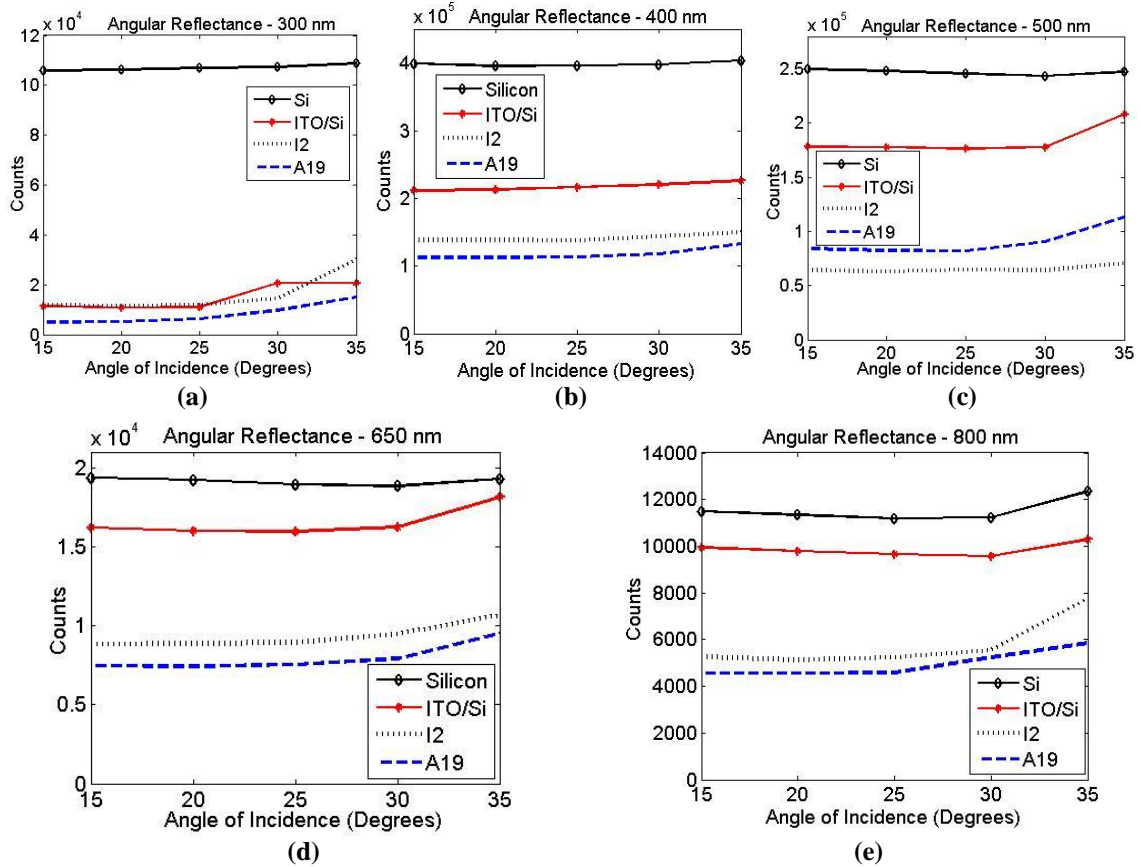 x 10^4
Angular Reflectance - 300 nm
12
10
8
6
4
2
0
Counts
Si
ITO/Si
I2
A19
15 20 25 30 35
Angle of Incidence (Degrees)
(a)
x 10^5
Angular Reflectance - 400 nm
4
3
2
1
0
Counts
Silicon
ITO/Si
I2
A19
15 20 25 30 35
Angle of Incidence (Degrees)
(b)
x 10^5
Angular Reflectance - 500 nm
2.5
2
1.5
1
0.5
0
Counts
Si
ITO/Si
I2
A19
15 20 25 30 35
Angle of Incidence (Degrees)
(c)
x 10^4
Angular Reflectance - 650 nm
2
1.5
1
0.5
0
Counts
Silicon
ITO/Si
I2
A19
15 20 25 30 35
Angle of Incidence (Degrees)
(d)
Angular Reflectance - 800 nm
14000
12000
10000
8000
6000
4000
2000
0
Counts
Si
ITO/Si
I2
A19
15 20 25 30 35
Angle of Incidence (Degrees)
(e)